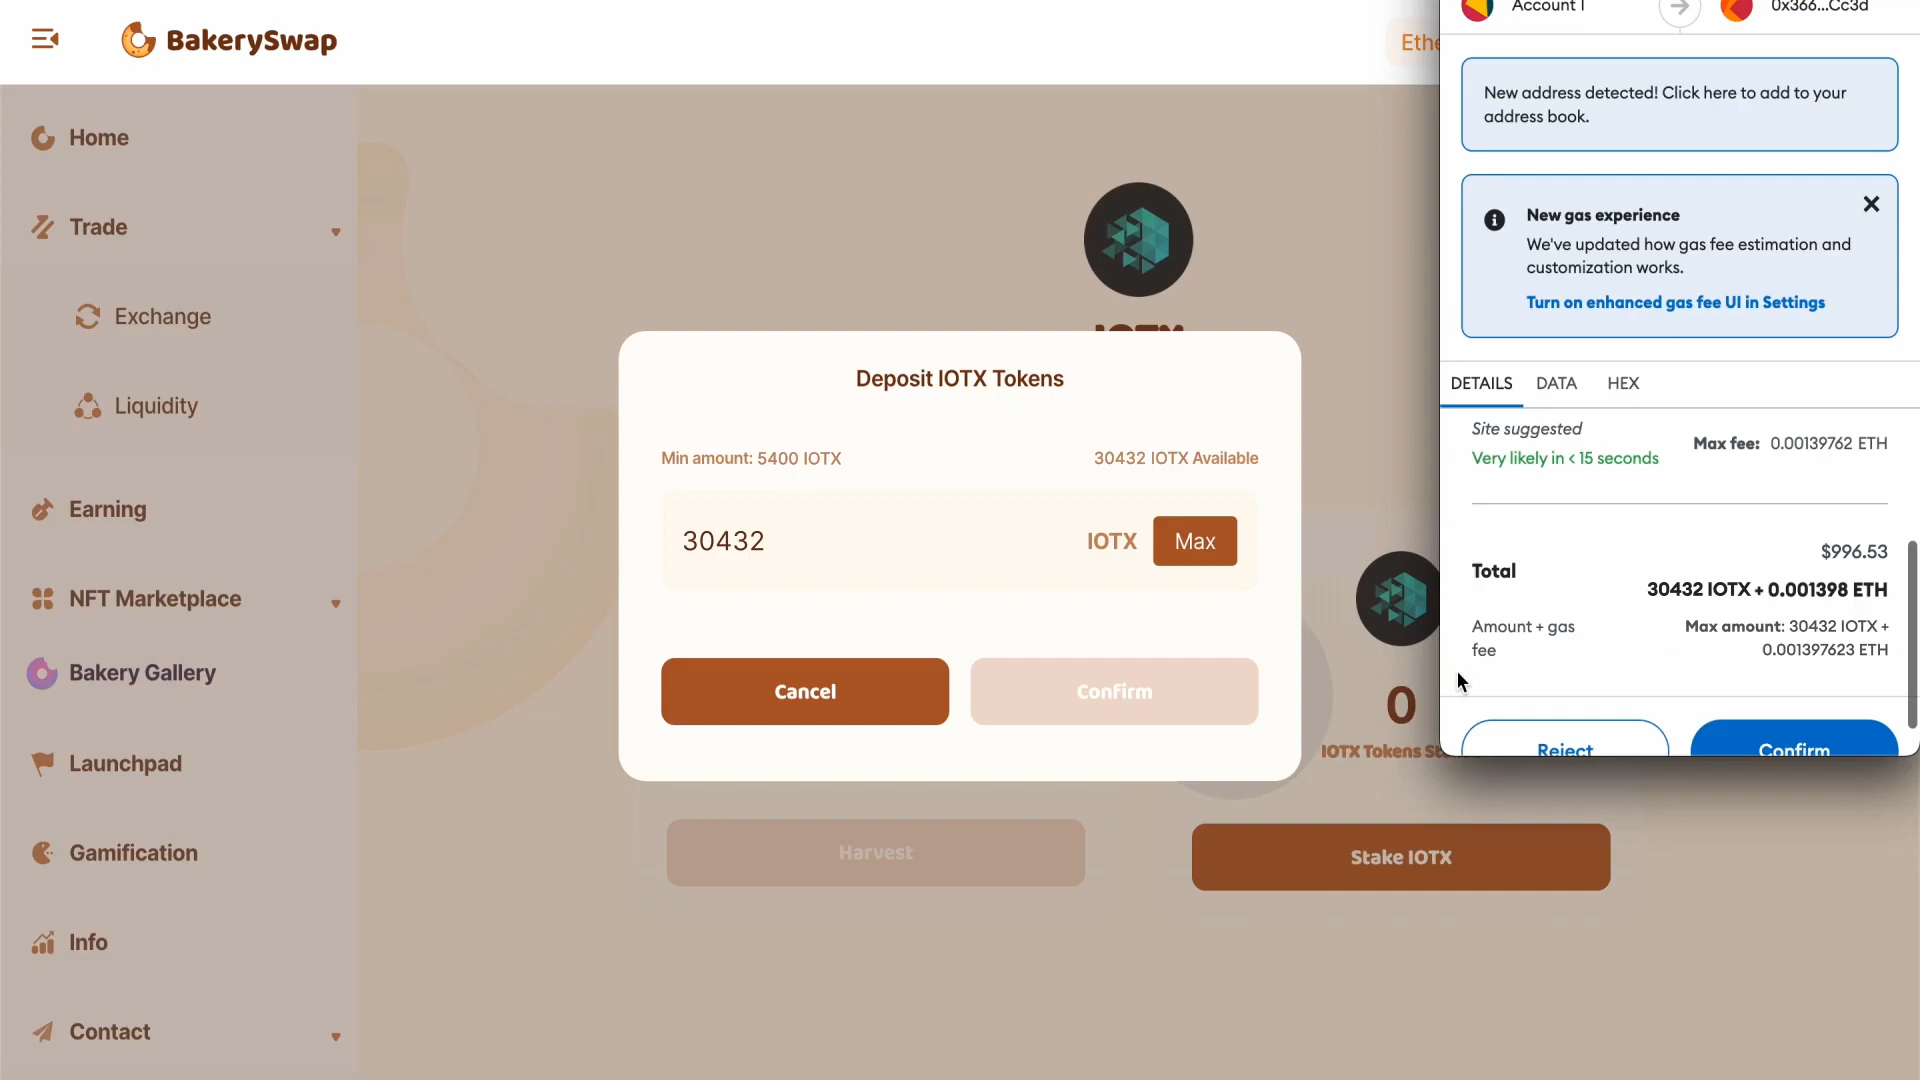 BakerySwap
Home
Trade
Exchange
Liquidity
Earning
NFT Marketplace
Bakery Gallery
Launchpad
Gamification
Info
Contact
Deposit IOTX Tokens
Min amount: 5400 IOTX
30432 IOTX Available
30432
IOTX
Max
Cancel
Confirm
0
IOTX Tokens
Harvest
Stake IOTX
Account 1
0x366...Cc3d
New address detected! Click here to add to your
address book.
New gas experience
We've updated how gas fee estimation and
customization works.
Turn on enhanced gas fee UI in Settings
DETAILS
DATA
HEX
Site suggested
Very likely in < 15 seconds
Max fee: 0.00139762 ETH
$996.53
Total
30432 IOTX + 0.001398 ETH
Amount + gas
fee
Max amount: 30432 IOTX +
0.001397623 ETH
Reject
Confirm